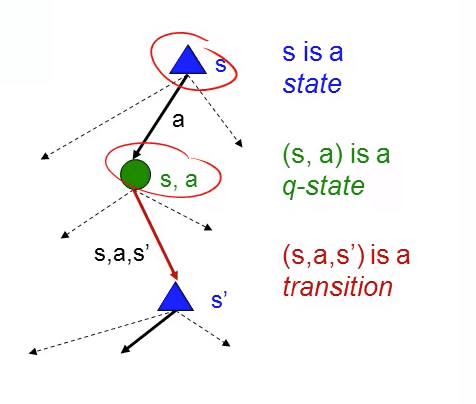 s
s is a
state
a
s, a
(s, a) is a
q-state
s,a,s’
(s,a,s’) is a
transition
s’